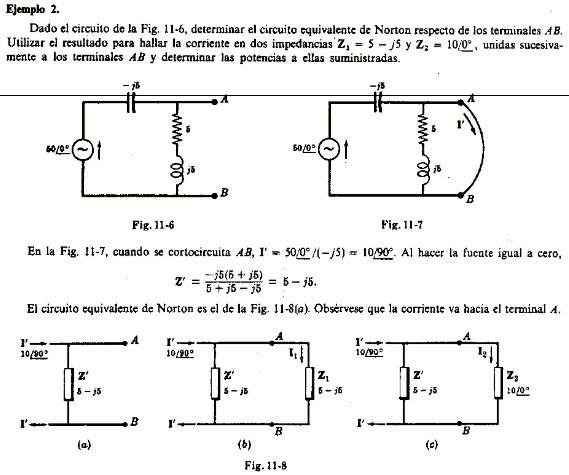 Ejemplo 2.
Dado el circuito de la Fig. 11-6, determinar el circuito equivalente de Norton respecto de los terminales AB.
Utilizar el resultado para hallar la corriente en dos impedancias Z₁ = 5 − j5 y Z₂ = 10/0°, unidas sucesiva-
mente a los terminales AB y determinar las potencias a ellas suministradas.
−j5
A
50/0°
5
j5
B
Fig. 11-6
−j5
A
I'
50/0°
5
j5
B
Fig. 11-7
En la Fig. 11-7, cuando se cortocircuita AB, I' = 50/0°/(−j5) = 10/90°. Al hacer la fuente igual a cero,
Z' = −j5(5 + j5) / 5 + j5 − j5 = 5 − j5.
El circuito equivalente de Norton es el de la Fig. 11-8(a). Obsérvese que la corriente va hacia el terminal A.
I'
10/90°
A
Z'
5 − j5
I'
B
(a)
I'
10/90°
A
I₁
Z'
5 − j5
Z₁
5 − j5
I'
B
(b)
I'
10/90°
A
I₂
Z'
5 − j5
Z₂
10/0°
I'
B
(c)
Fig. 11-8